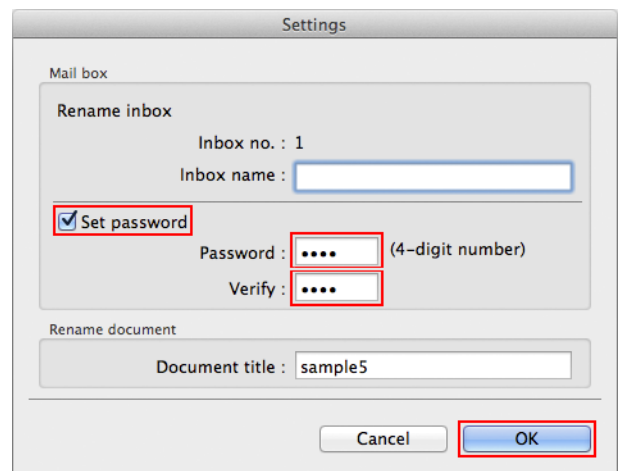 Settings
Mail box
Rename inbox
Inbox no. : 1
Inbox name :
Set password
Password : •••• (4-digit number)
Verify : ••••
Rename document
Document title : sample5
Cancel OK